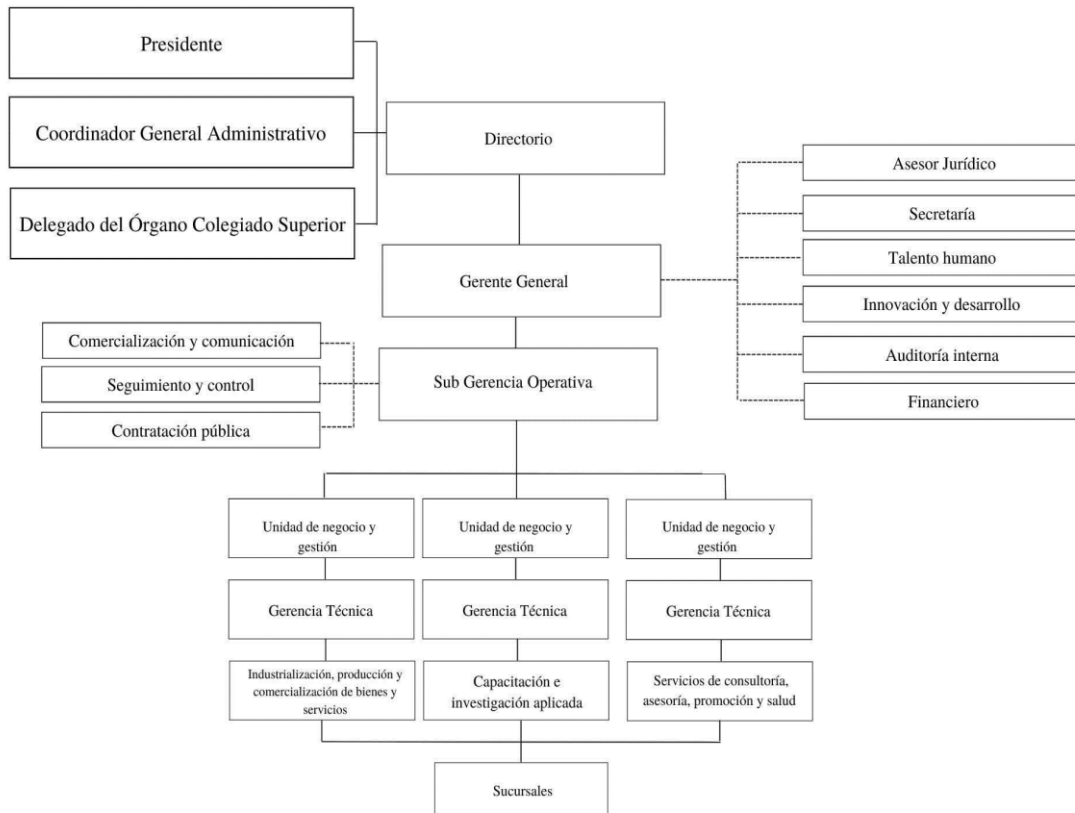 Presidente
Coordinador General Administrativo
Delegado del Órgano Colegiado Superior
Directorio
Gerente General
Asesor Jurídico
Secretaría
Talento humano
Innovación y desarrollo
Auditoría interna
Financiero
Comercialización y comunicación
Seguimiento y control
Contratación pública
Sub Gerencia Operativa
Unidad de negocio y
gestión
Gerencia Técnica
Industrialización, producción y
comercialización de bienes y
servicios
Unidad de negocio y
gestión
Gerencia Técnica
Capacitación e
investigación aplicada
Unidad de negocio y
gestión
Gerencia Técnica
Servicios de consultoría,
asesoría, promoción y salud
Sucursales